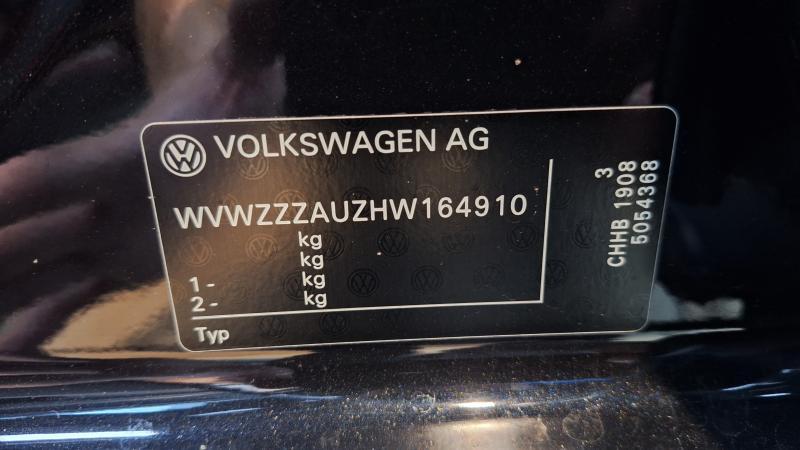 VOLKSWAGEN AG
WVWZZZAUZHW164910
kg
kg
1- kg
2- kg
Typ
3
CHHB 1908
5054368